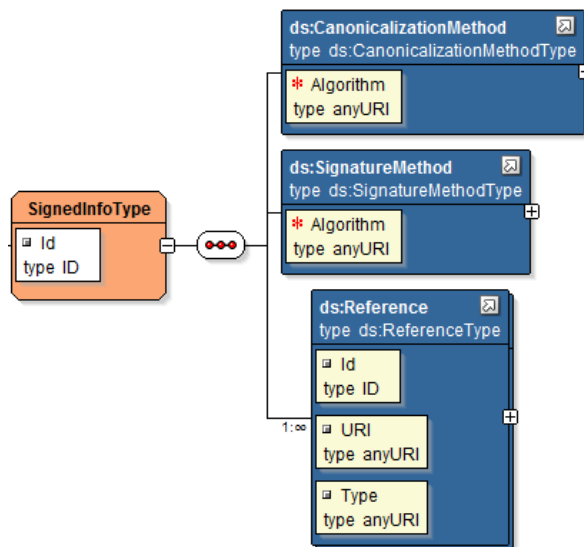 ds:CanonicalizationMethod
type ds:CanonicalizationMethodType
* Algorithm
type anyURI
ds:SignatureMethod
type ds:SignatureMethodType
* Algorithm
type anyURI
SignedInfoType
Id
type ID
ds:Reference
type ds:ReferenceType
Id
type ID
1:∞
URI
type anyURI
Type
type anyURI